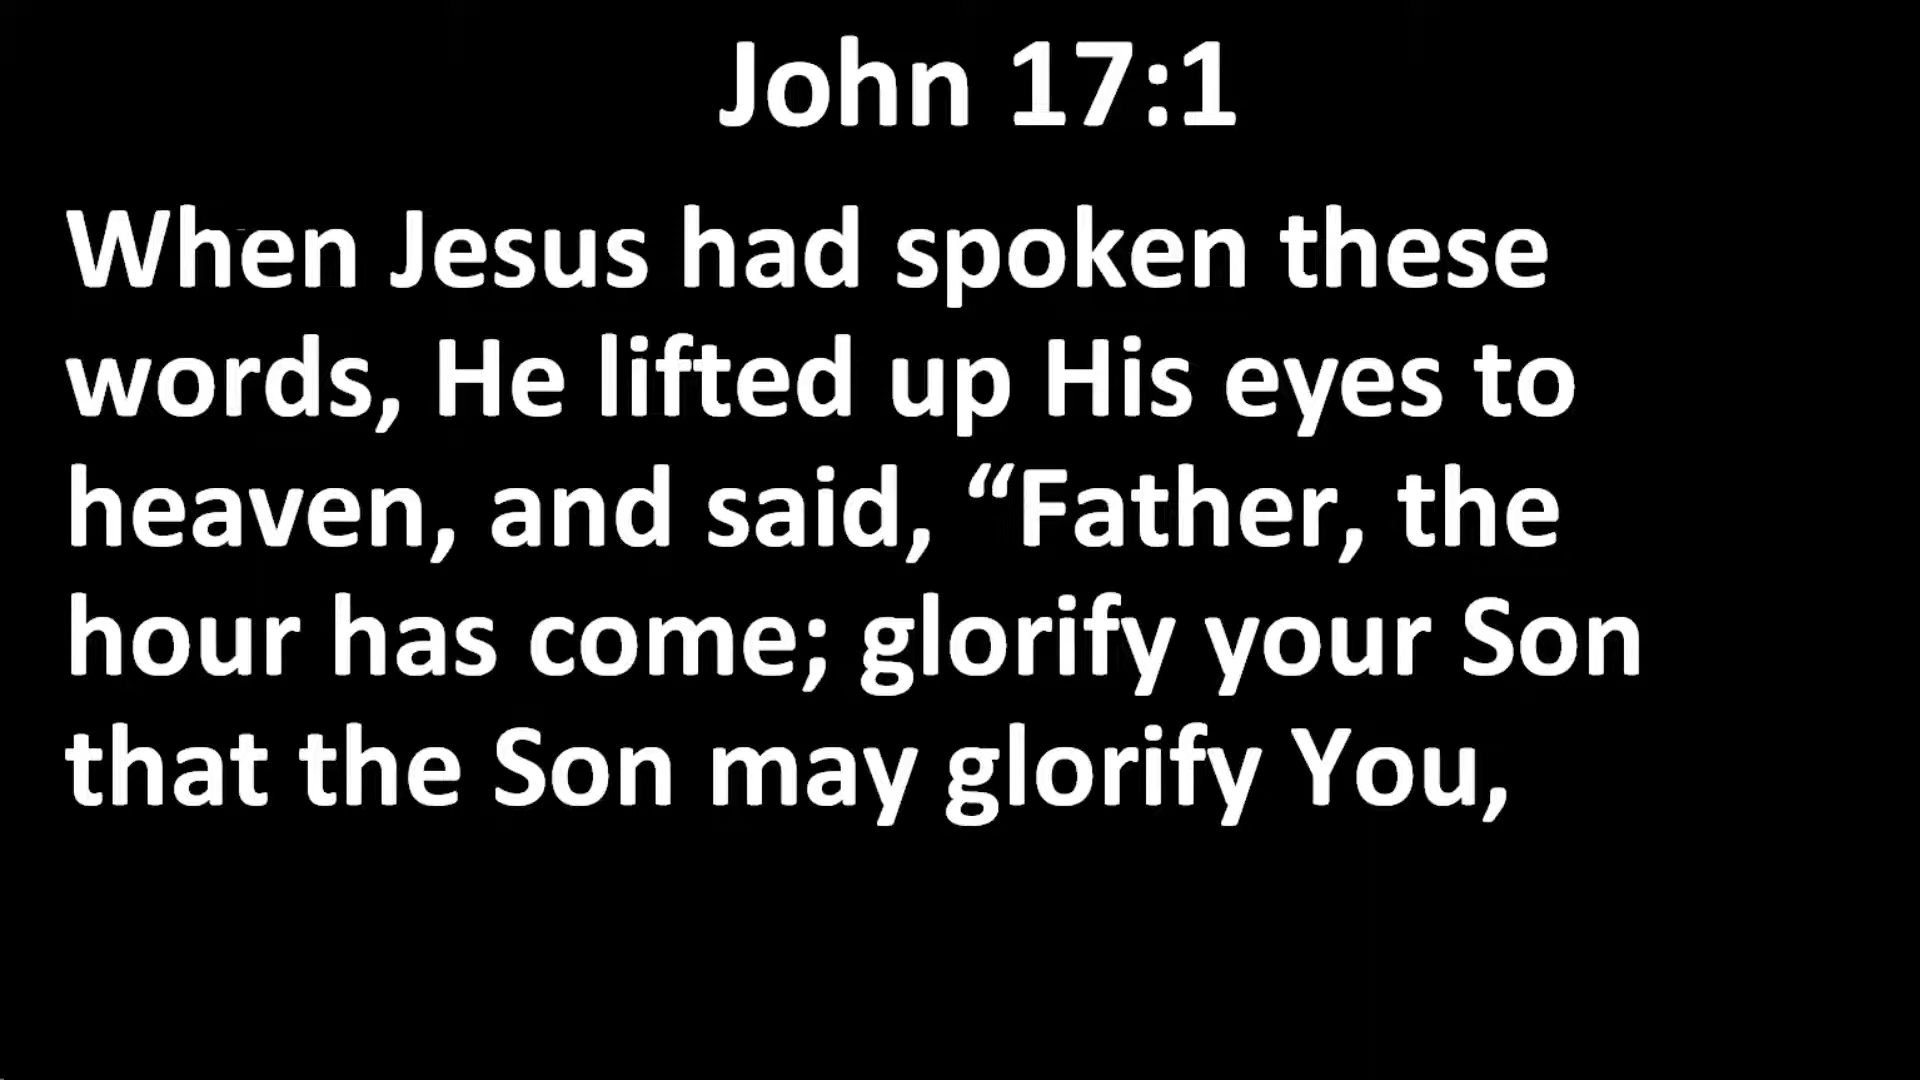 John 17:1
When Jesus had spoken these
words, He lifted up His eyes to
heaven, and said, “Father, the
hour has come; glorify your Son
that the Son may glorify You,